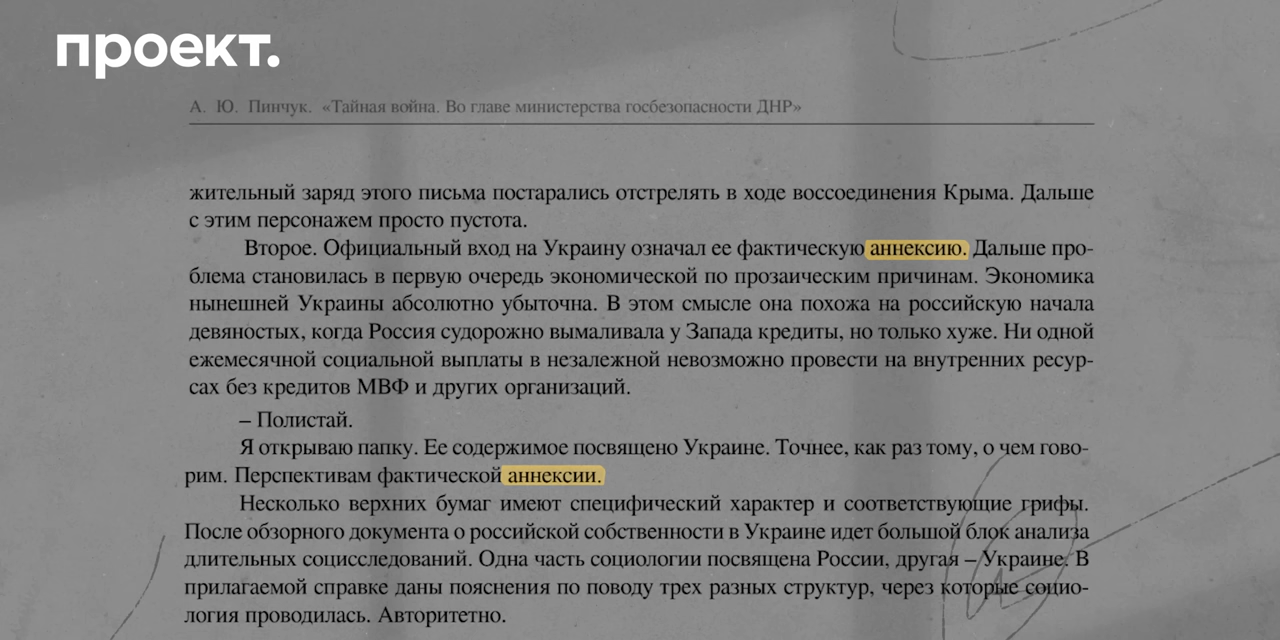 проект.
А. Ю. Пинчук. «Тайная война. Во главе министерства госбезопасности ДНР»
жительный заряд этого письма постарались отстрелять в ходе воссоединения Крыма. Дальше
с этим персонажем просто пустота.
Второе. Официальный вход на Украину означал ее фактическую аннексию. Дальше про-
блема становилась в первую очередь экономической по прозаическим причинам. Экономика
нынешней Украины абсолютно убыточна. В этом смысле она похожа на российскую начала
девяностых, когда Россия судорожно вымаливала у Запада кредиты, но только хуже. Ни одной
ежемесячной социальной выплаты в незалежной невозможно провести на внутренних ресур-
сах без кредитов МВФ и других организаций.
– Полистай.
Я открываю папку. Ее содержимое посвящено Украине. Точнее, как раз тому, о чем гово-
рим. Перспективам фактической аннексии.
Несколько верхних бумаг имеют специфический характер и соответствующие грифы.
После обзорного документа о российской собственности в Украине идет большой блок анализа
длительных социсследований. Одна часть социологии посвящена России, другая – Украине. В
прилагаемой справке даны пояснения по поводу трех разных структур, через которые социо-
логия проводилась. Авторитетно.